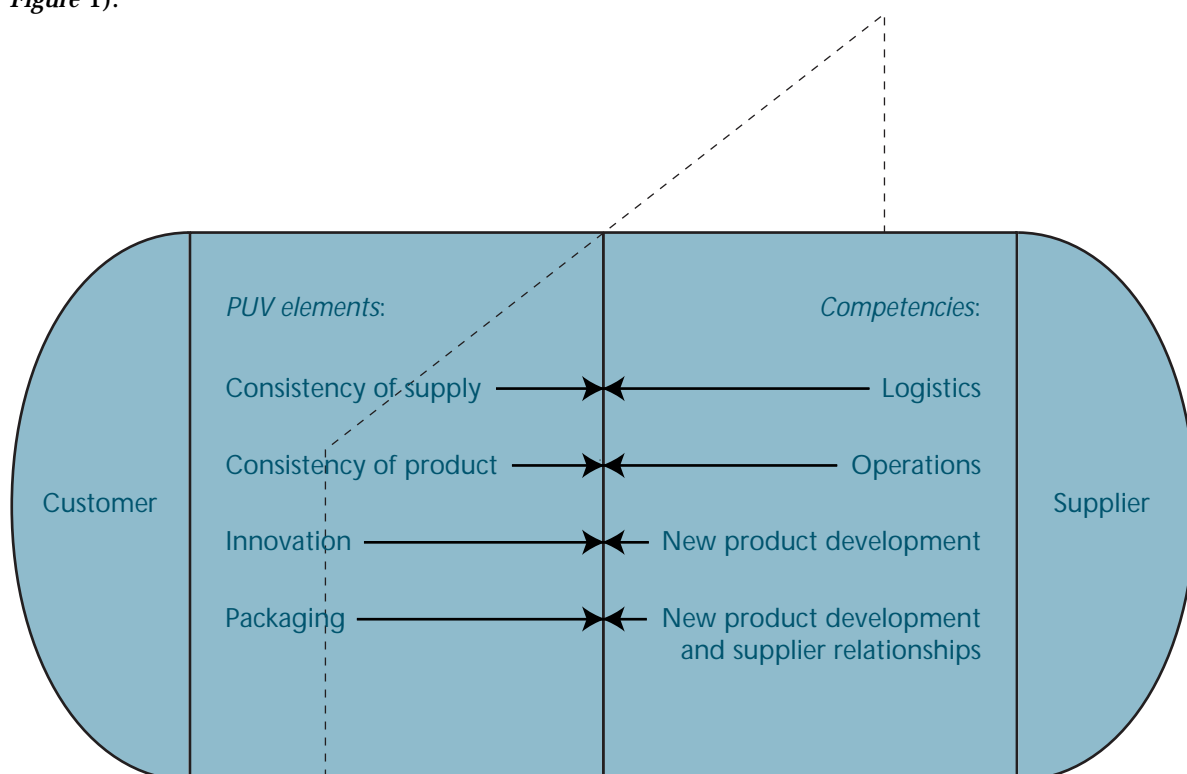 Figure 1).
PUV elements:
Competencies:
Consistency of supply
Logistics
Consistency of product
Operations
Customer
Supplier
Innovation
New product development
Packaging
New product development
and supplier relationships